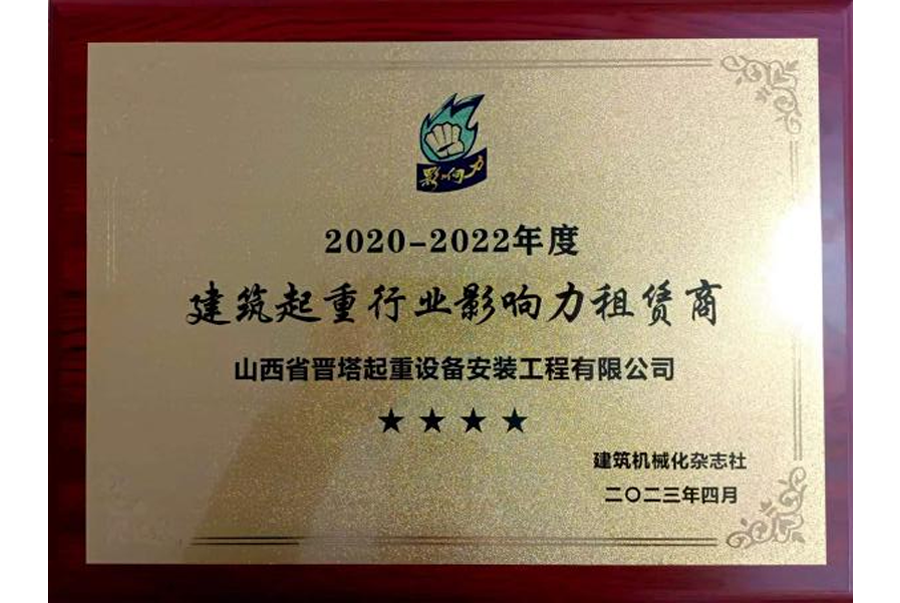 影响力
2020-2022年度
建筑起重行业影响力租赁商
山西省晋塔起重设备安装工程有限公司
★★★★
建筑机械化杂志社
二〇二三年四月